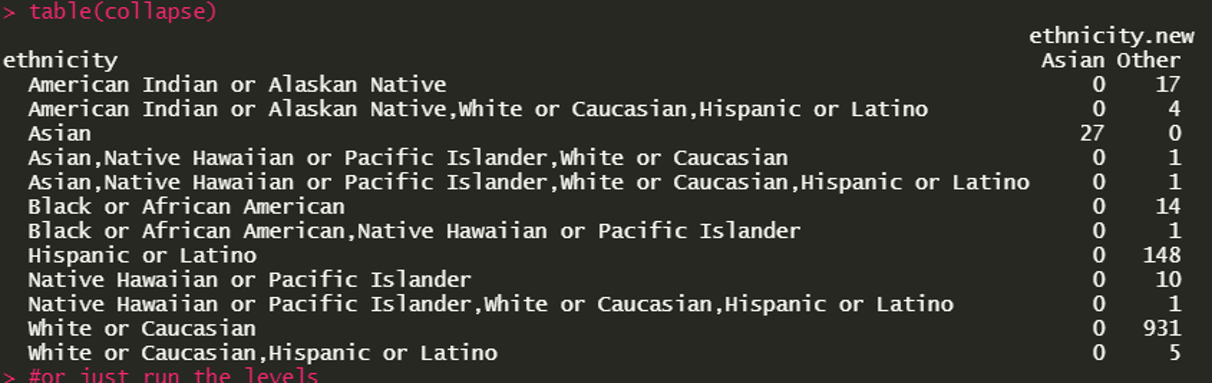 > table(collapse)
ethnicity.new
ethnicity Asian Other
American Indian or Alaskan Native 0 17
American Indian or Alaskan Native,White or Caucasian,Hispanic or Latino 0 4
Asian 27 0
Asian,Native Hawaiian or Pacific Islander,White or Caucasian 0 1
Asian,Native Hawaiian or Pacific Islander,White or Caucasian,Hispanic or Latino 0 1
Black or African American 0 14
Black or African American,Native Hawaiian or Pacific Islander 0 1
Hispanic or Latino 0 148
Native Hawaiian or Pacific Islander 0 10
Native Hawaiian or Pacific Islander,White or Caucasian,Hispanic or Latino 0 1
White or Caucasian 0 931
White or Caucasian,Hispanic or Latino 0 5
> #or just run the levels